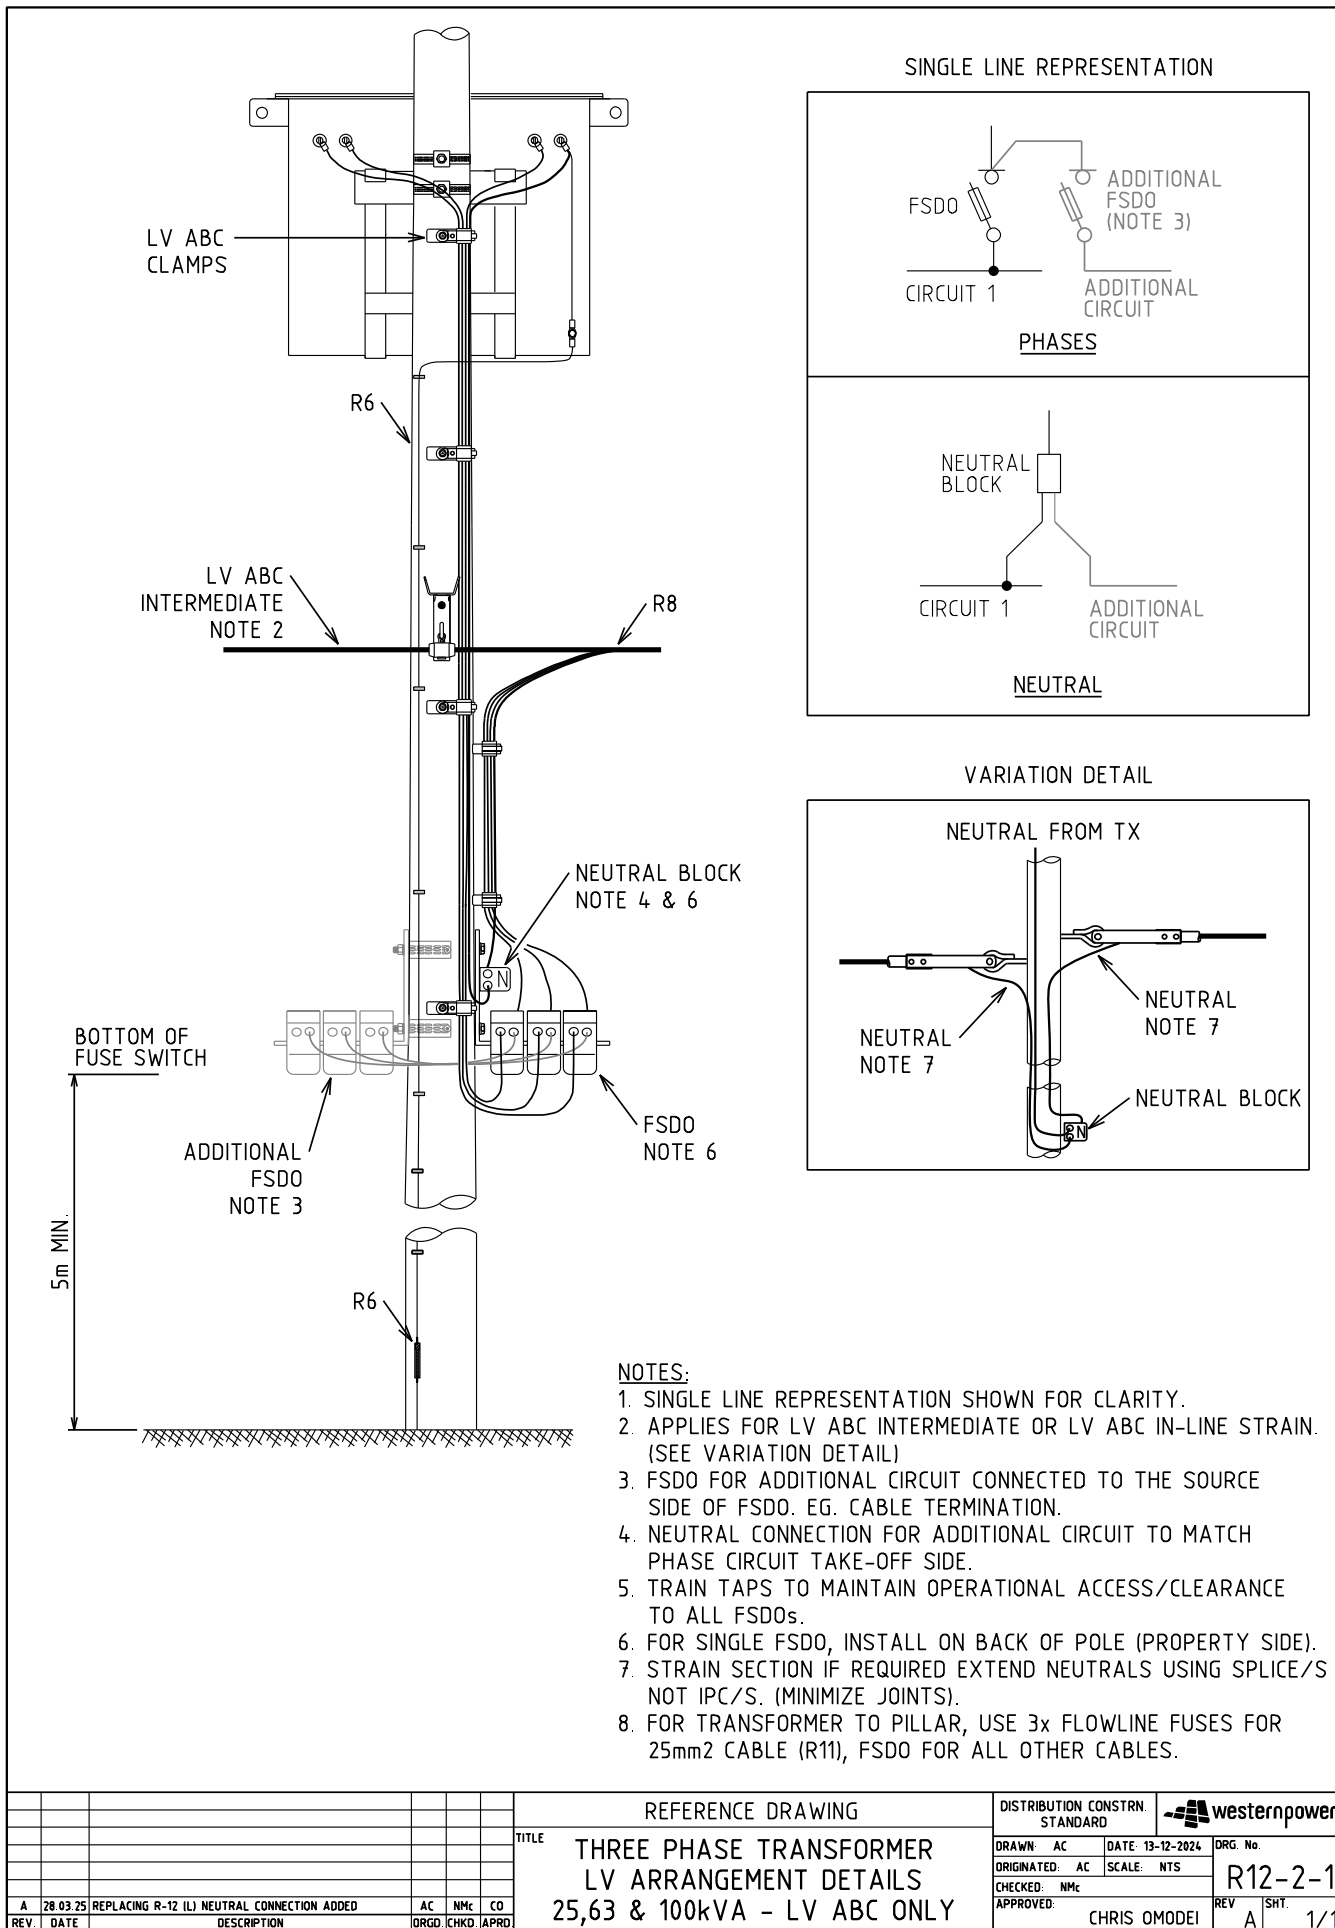 SINGLE LINE REPRESENTATION
FSDO
ADDITIONAL
FSDO
(NOTE 3)
CIRCUIT 1
ADDITIONAL
CIRCUIT
PHASES
NEUTRAL
BLOCK
CIRCUIT 1
ADDITIONAL
CIRCUIT
NEUTRAL
LV ABC
CLAMPS
R6
LV ABC
INTERMEDIATE
NOTE 2
R8
NEUTRAL BLOCK
NOTE 4 & 6
N
BOTTOM OF
FUSE SWITCH
ADDITIONAL
FSDO
NOTE 3
FSDO
NOTE 6
5m MIN.
R6
VARIATION DETAIL
NEUTRAL FROM TX
NEUTRAL
NOTE 7
NEUTRAL
NOTE 7
NEUTRAL BLOCK
N
NOTES:
1. SINGLE LINE REPRESENTATION SHOWN FOR CLARITY.
2. APPLIES FOR LV ABC INTERMEDIATE OR LV ABC IN-LINE STRAIN.
(SEE VARIATION DETAIL)
3. FSDO FOR ADDITIONAL CIRCUIT CONNECTED TO THE SOURCE
SIDE OF FSDO. EG. CABLE TERMINATION.
4. NEUTRAL CONNECTION FOR ADDITIONAL CIRCUIT TO MATCH
PHASE CIRCUIT TAKE-OFF SIDE.
5. TRAIN TAPS TO MAINTAIN OPERATIONAL ACCESS/CLEARANCE
TO ALL FSDOs.
6. FOR SINGLE FSDO, INSTALL ON BACK OF POLE (PROPERTY SIDE).
7. STRAIN SECTION IF REQUIRED EXTEND NEUTRALS USING SPLICE/S
NOT IPC/S. (MINIMIZE JOINTS).
8. FOR TRANSFORMER TO PILLAR, USE 3x FLOWLINE FUSES FOR
25mm2 CABLE (R11), FSDO FOR ALL OTHER CABLES.
A 28.03.25 REPLACING R-12 (L) NEUTRAL CONNECTION ADDED AC NMc CO
REV. DATE DESCRIPTION ORGD. CHKD. APRD
REFERENCE DRAWING
TITLE
THREE PHASE TRANSFORMER
LV ARRANGEMENT DETAILS
25,63 & 100kVA - LV ABC ONLY
DISTRIBUTION CONSTRN.
STANDARD
westernpower
DRAWN: AC DATE: 13-12-2024
ORIGINATED: AC SCALE: NTS
CHECKED: NMc
APPROVED:
CHRIS OMODEI
DRG. No.
R12-2-1
REV SHT.
A 1/1